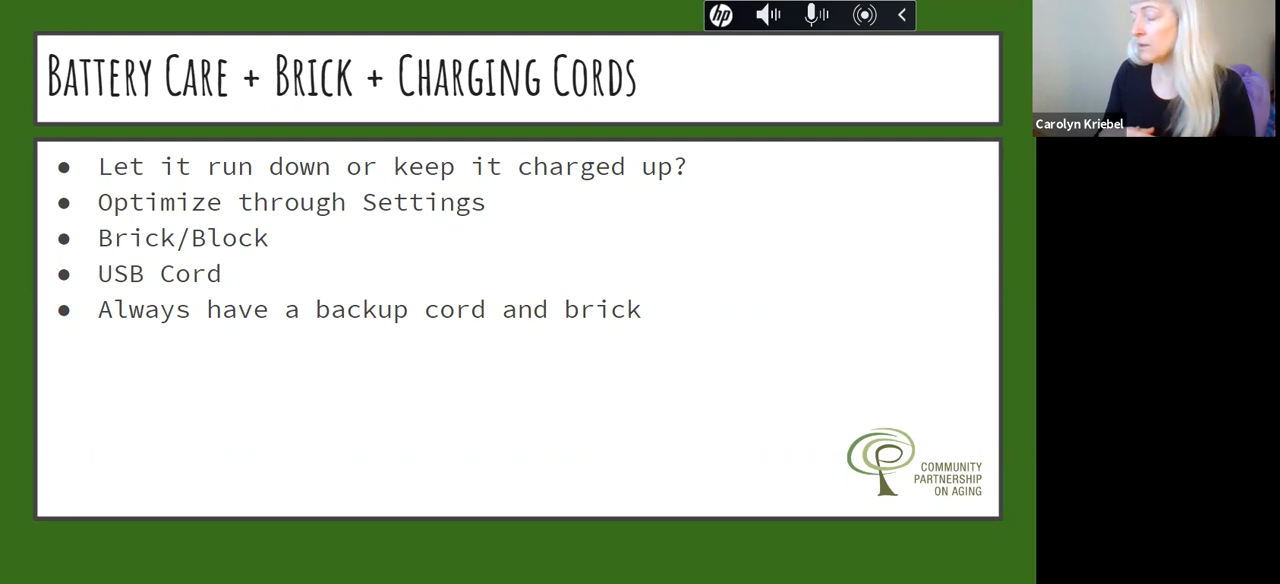 hp
Battery Care + Brick + Charging Cords
Carolyn Kriebel
● Let it run down or keep it charged up?
● Optimize through Settings
● Brick/Block
● USB Cord
● Always have a backup cord and brick
COMMUNITY
PARTNERSHIP
ON AGING